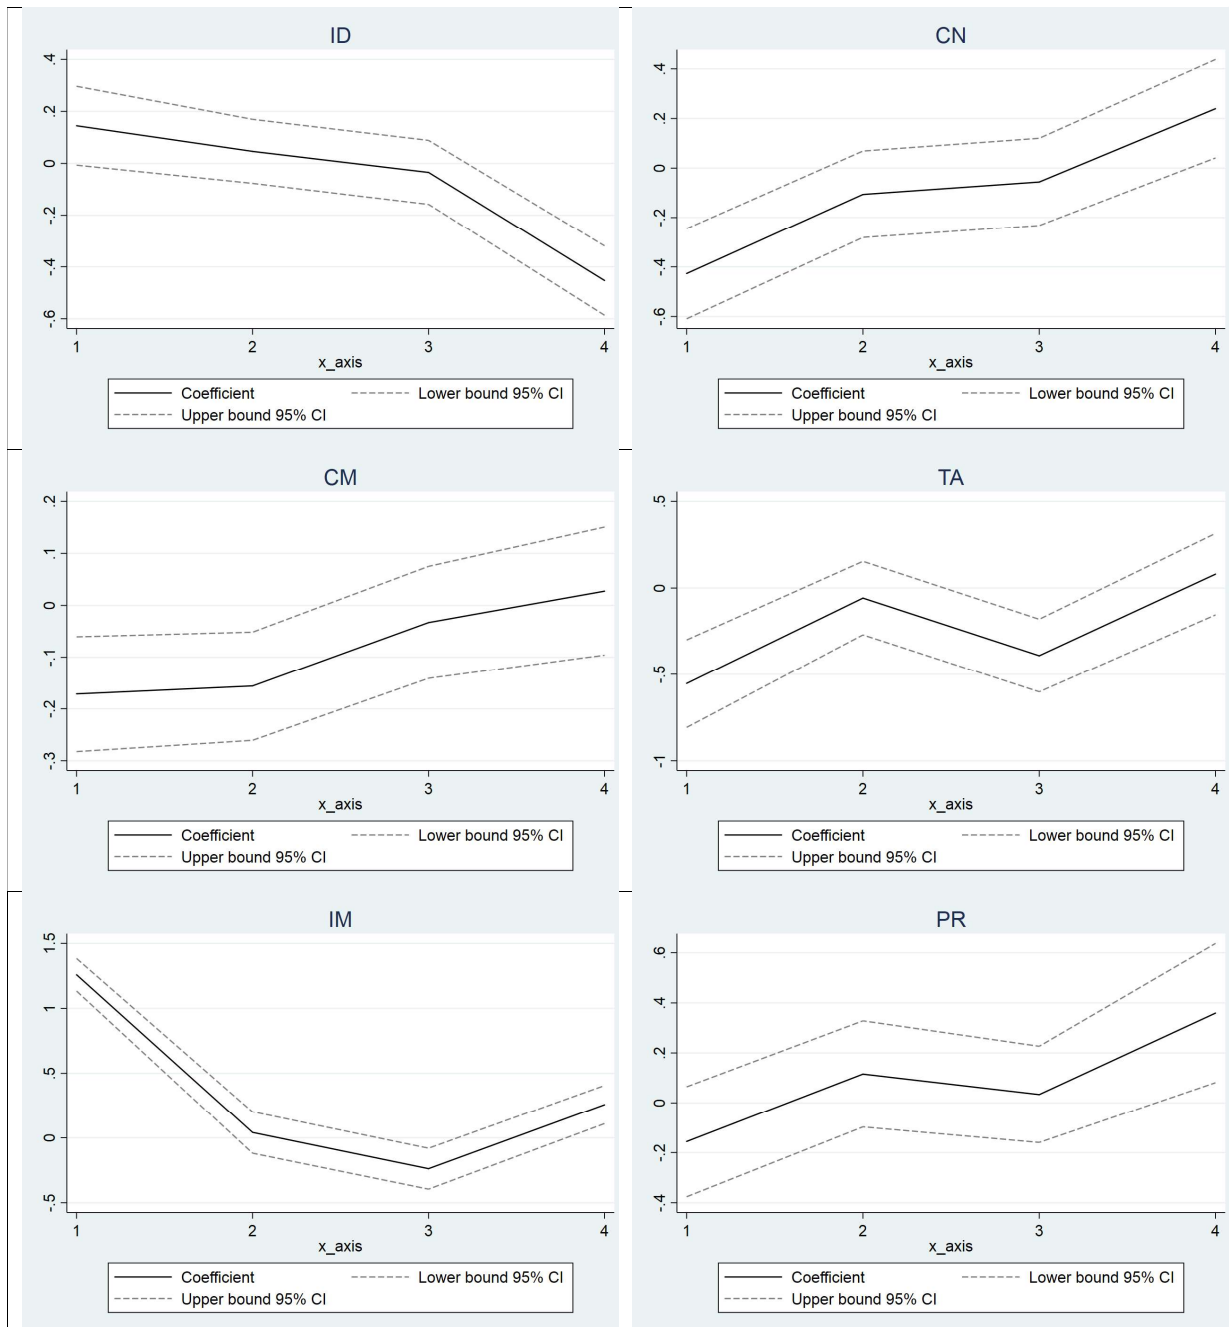 ID
.4
.2
0
-.2
-.4
-.6
1 2 3 4
x_axis
Coefficient Lower bound 95% CI
Upper bound 95% CI
CN
.4
.2
0
-.2
-.4
-.6
1 2 3 4
x_axis
Coefficient Lower bound 95% CI
Upper bound 95% CI
CM
.2
.1
0
-.1
-.2
-.3
1 2 3 4
x_axis
Coefficient Lower bound 95% CI
Upper bound 95% CI
TA
.5
0
-.5
-1
1 2 3 4
x_axis
Coefficient Lower bound 95% CI
Upper bound 95% CI
IM
1.5
1
.5
0
-.5
1 2 3 4
x_axis
Coefficient Lower bound 95% CI
Upper bound 95% CI
PR
.6
.4
.2
0
-.2
-.4
1 2 3 4
x_axis
Coefficient Lower bound 95% CI
Upper bound 95% CI